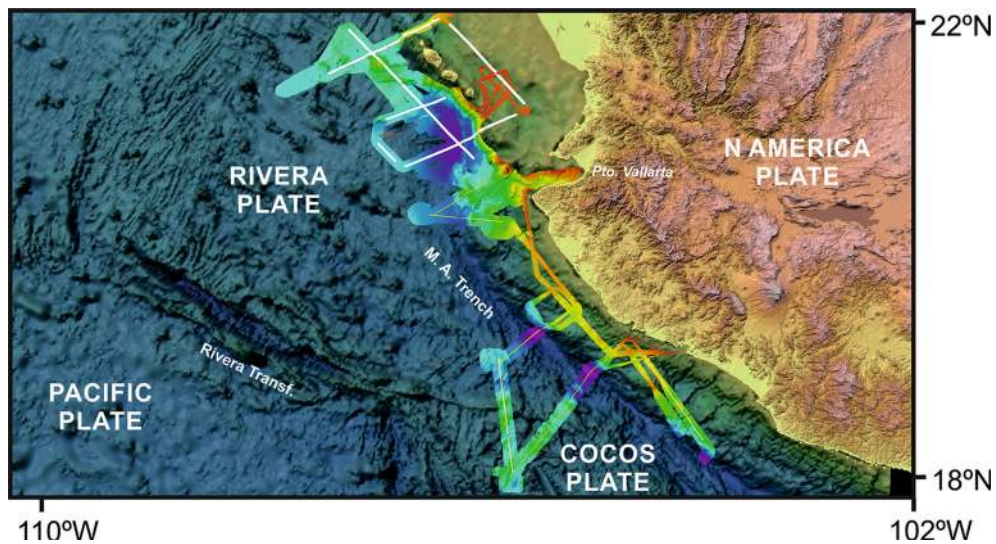 22ºN
N AMERICA
PLATE
Pto. Vallarta
RIVERA
PLATE
M. A. Trench
Rivera Transf.
PACIFIC
PLATE
COCOS
PLATE
18ºN
110ºW
102ºW